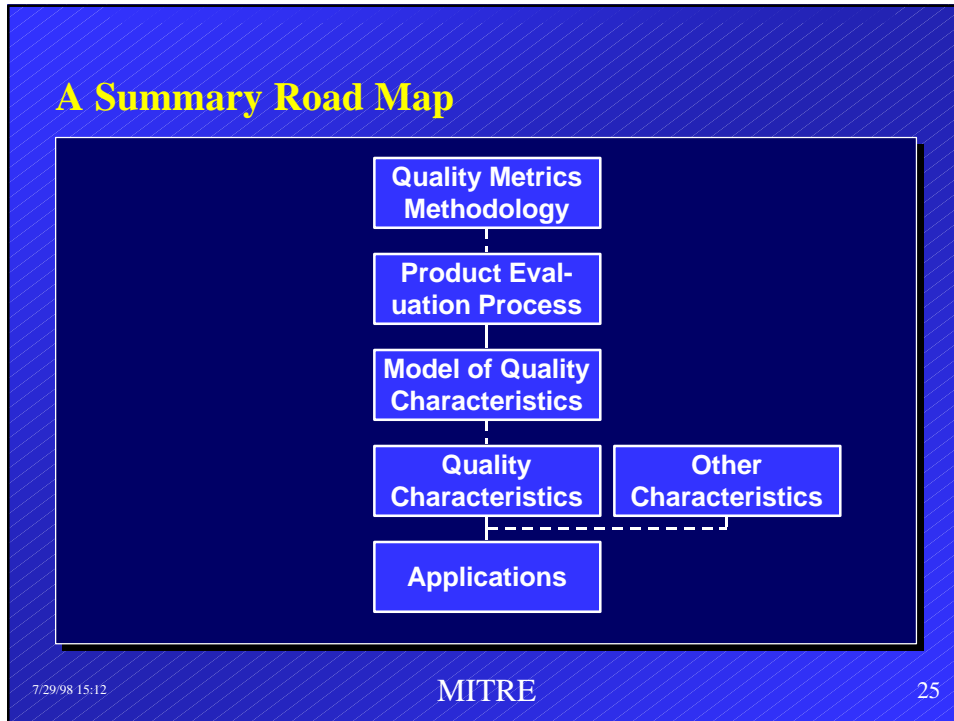 A Summary Road Map
Quality Metrics
Methodology
Product Eval-
uation Process
Model of Quality
Characteristics
Quality
Characteristics
Other
Characteristics
Applications
7/29/98 15:12
MITRE
25